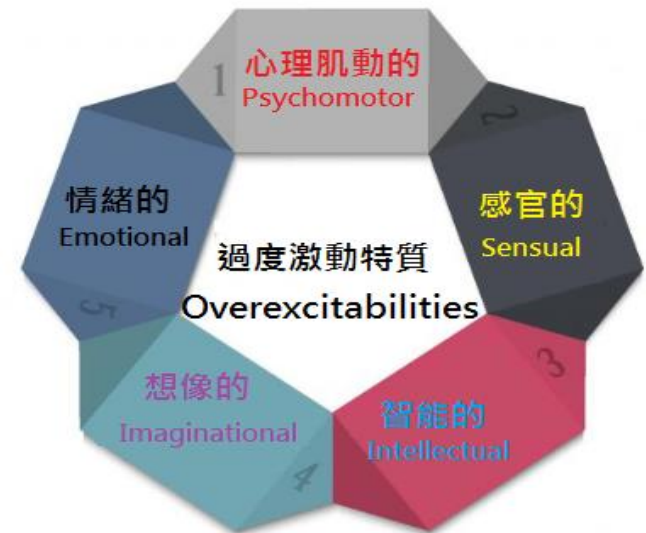 1
心理肌動的
Psychomotor
2
感官的
Sensual
3
智能的
Intellectual
4
想像的
Imaginational
5
情緒的
Emotional
過度激動特質
Overexcitabilities